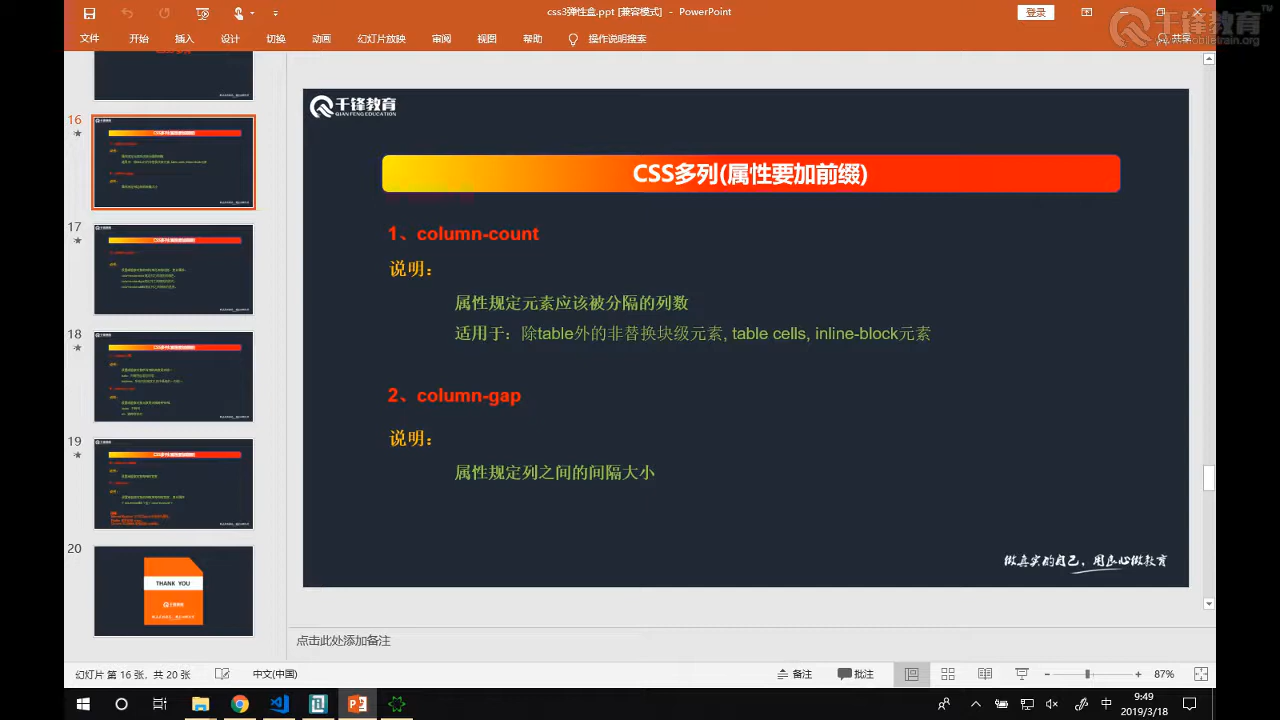 css3弹性盒.ppt [兼容模式] - PowerPoint
登录
千锋教育
www.mobiletrain.org
TM
文件 开始 插入 设计 切换 动画 幻灯片放映 审阅 视图 帮助 操作说明搜索 共享
16
17
18
19
20
THANK YOU
千锋教育
QIAN FENG EDUCATION
CSS多列(属性要加前缀)
1、column-count
说明：
属性规定元素应该被分隔的列数
适用于：除table外的非替换块级元素, table cells, inline-block元素
2、column-gap
说明：
属性规定列之间的间隔大小
做真实的自己，用良心做教育
点击此处添加备注
幻灯片 第 16 张，共 20 张 中文(中国) 备注 批注 87%
中
9:49
2019/3/18